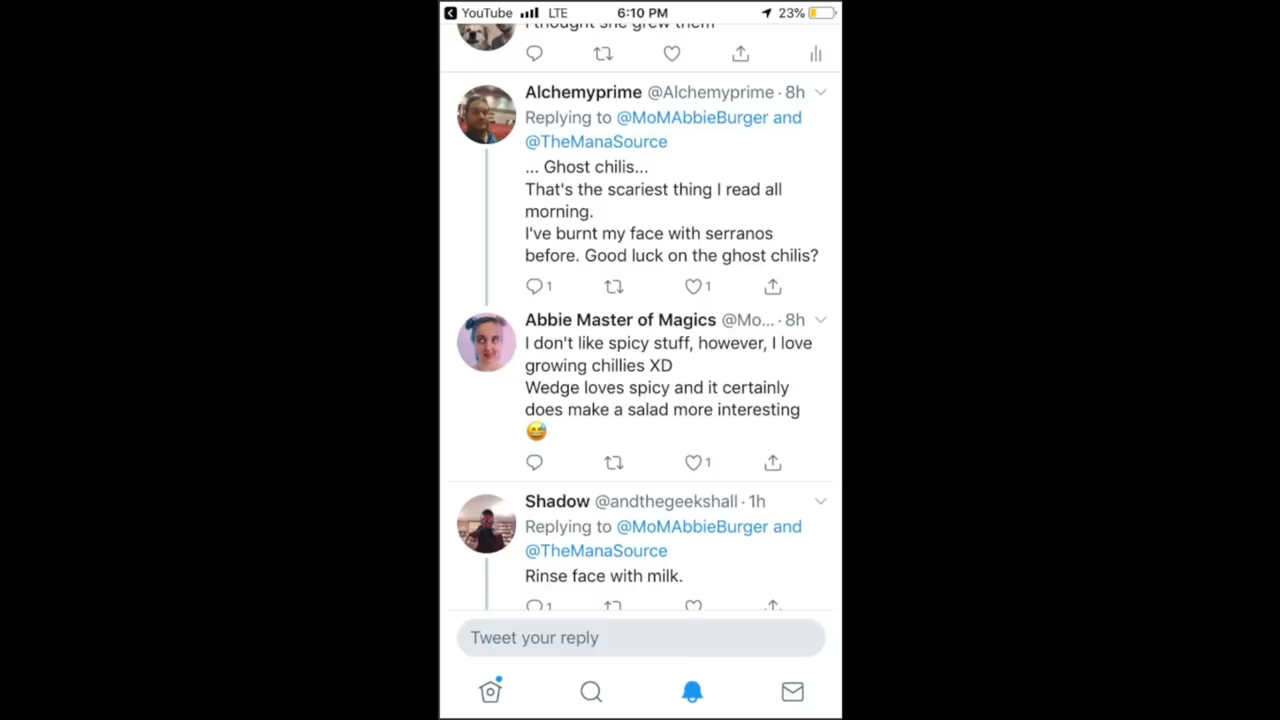 YouTube LTE 6:10 PM 23%
I thought she grew them
Alchemyprime @Alchemyprime · 8h
Replying to @MoMAbbieBurger and
@TheManaSource
... Ghost chilis...
That's the scariest thing I read all
morning.
I've burnt my face with serranos
before. Good luck on the ghost chilis?
1 1
Abbie Master of Magics @Mo... · 8h
I don't like spicy stuff, however, I love
growing chillies XD
Wedge loves spicy and it certainly
does make a salad more interesting
😅
1
Shadow @andthegeekshall · 1h
Replying to @MoMAbbieBurger and
@TheManaSource
Rinse face with milk.
1
Tweet your reply